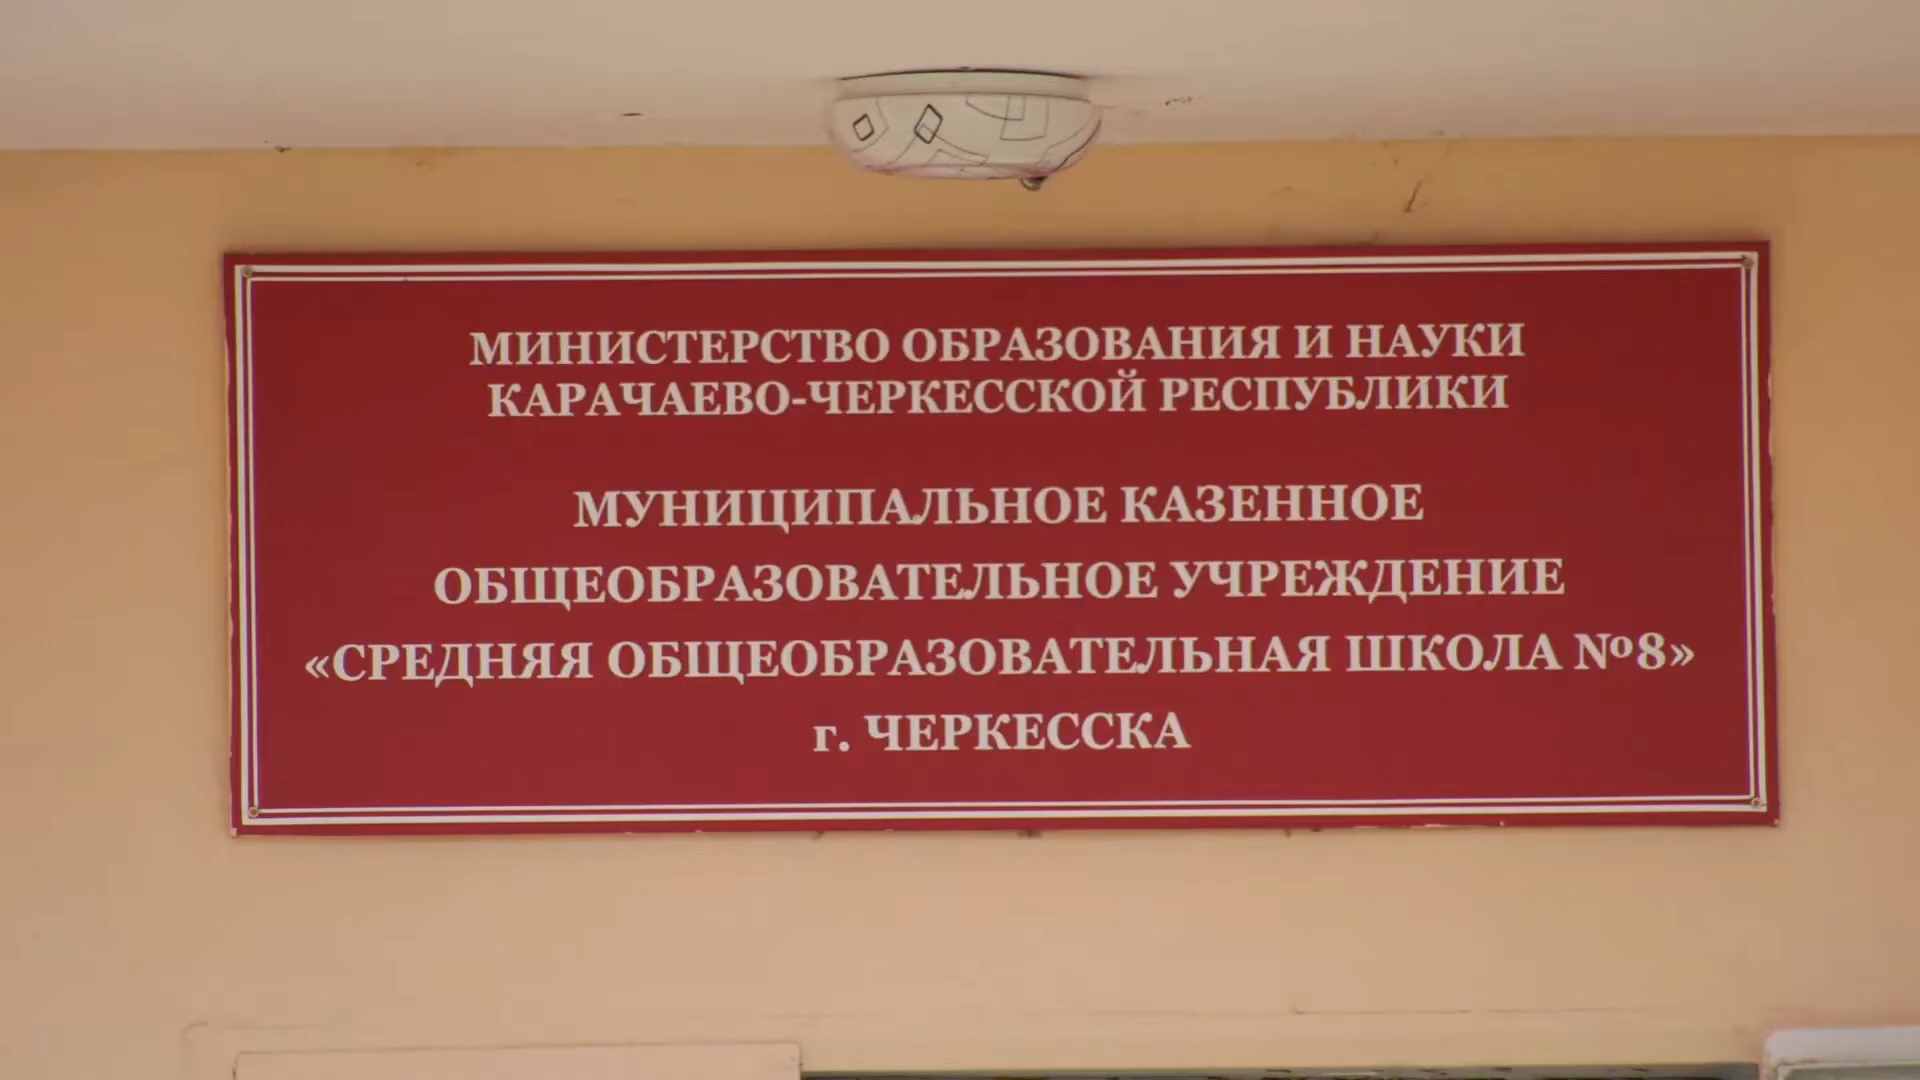 МИНИСТЕРСТВО ОБРАЗОВАНИЯ И НАУКИ
КАРАЧАЕВО-ЧЕРКЕССКОЙ РЕСПУБЛИКИ
МУНИЦИПАЛЬНОЕ КАЗЕННОЕ
ОБЩЕОБРАЗОВАТЕЛЬНОЕ УЧРЕЖДЕНИЕ
«СРЕДНЯЯ ОБЩЕОБРАЗОВАТЕЛЬНАЯ ШКОЛА №8»
г. ЧЕРКЕССКА